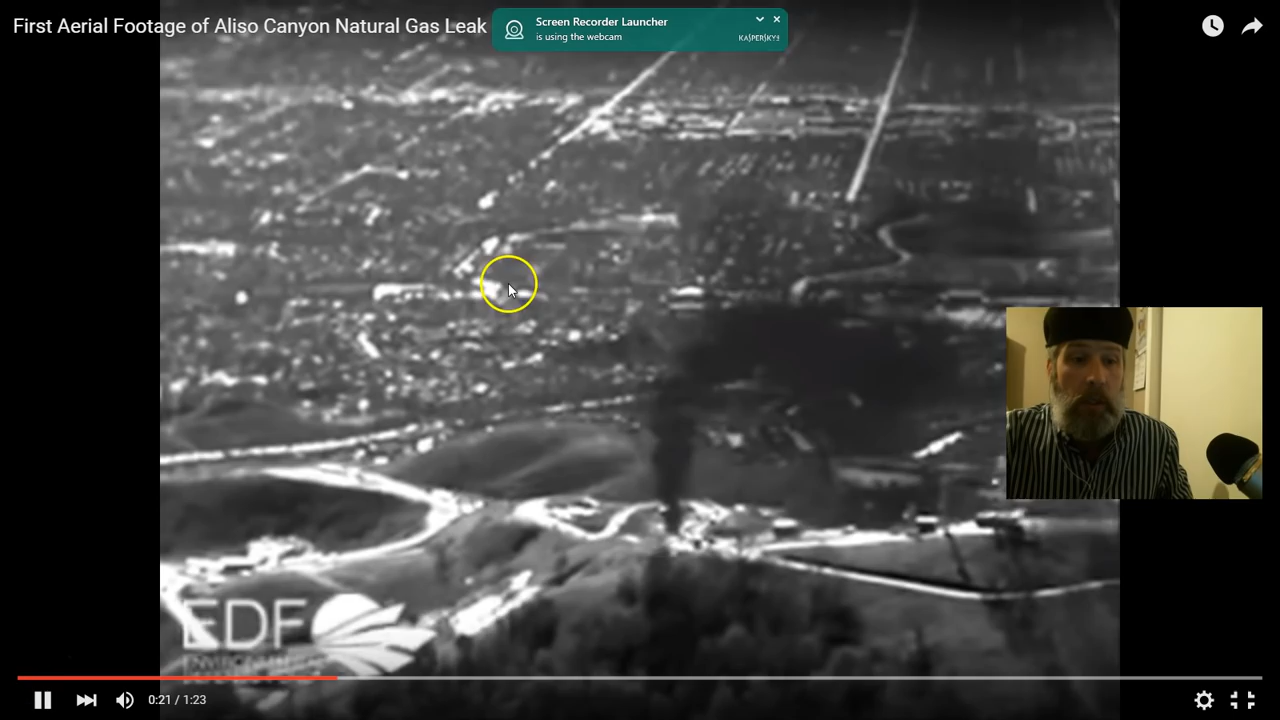 First Aerial Footage of Aliso Canyon Natural Gas Leak
Screen Recorder Launcher
is using the webcam
KASPERSKY
EDF
ENVIRONMENTAL
0:21 / 1:23